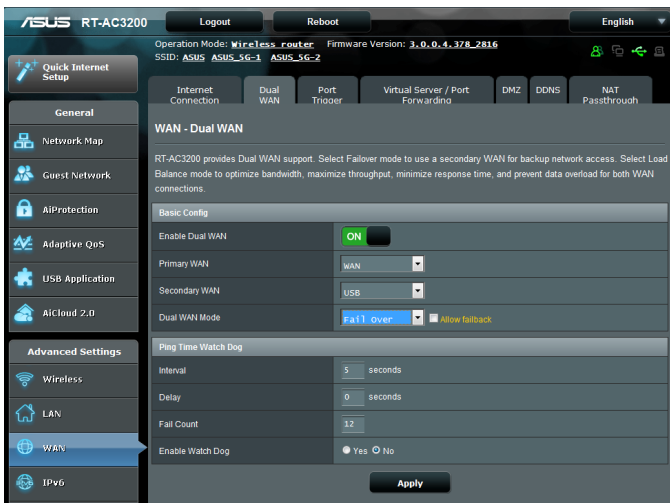 ASUS RT-AC3200
Logout
Reboot
English
Quick Internet
Setup
Operation Mode: Wireless router Firmware Version: 3.0.0.4.378_2816
SSID: ASUS ASUS_5G-1 ASUS_5G-2
Internet
Connection
Dual
WAN
Port
Trigger
Virtual Server / Port
Forwarding
DMZ
DDNS
NAT
Passthrough
General
Network Map
Guest Network
AiProtection
Adaptive QoS
USB Application
AiCloud 2.0
Advanced Settings
Wireless
LAN
WAN
IPv6
WAN - Dual WAN
RT-AC3200 provides Dual WAN support. Select Failover mode to use a secondary WAN for backup network access. Select Load
Balance mode to optimize bandwidth, maximize throughput, minimize response time, and prevent data overload for both WAN
connections.
Basic Config
Enable Dual WAN ON
Primary WAN WAN
Secondary WAN USB
Dual WAN Mode Fail Over Allow failback
Ping Time Watch Dog
Interval 5 seconds
Delay 0 seconds
Fail Count 12
Enable Watch Dog Yes No
Apply